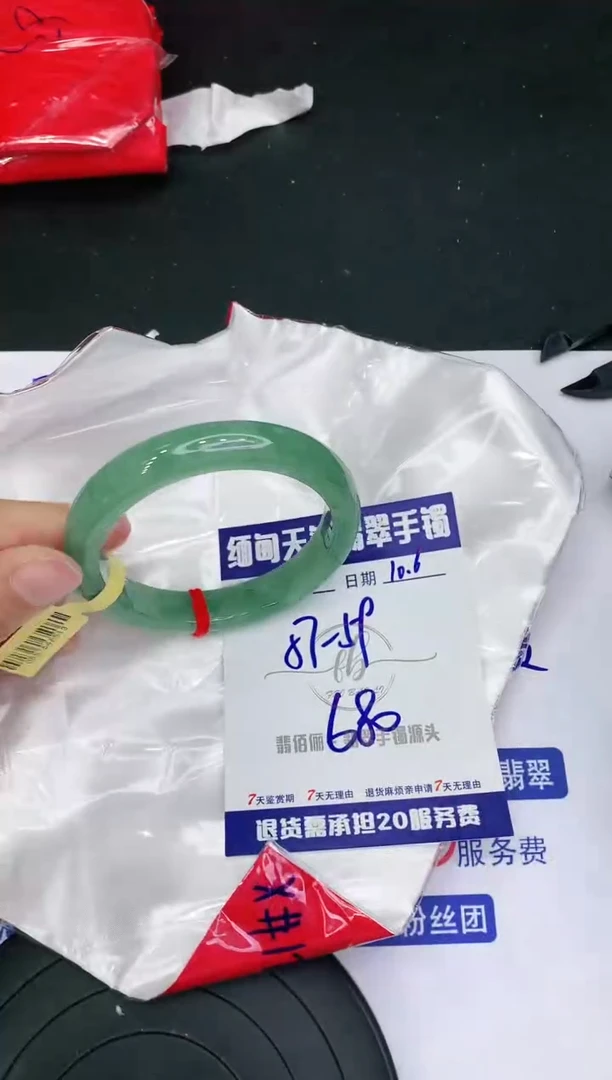 缅甸天 翡翠手镯
日期 10.6
87-59
680
翡佰俪 手镯源头
7天鉴赏期 7天无理由 退货麻烦亲申请7天无理由
退货需承担20服务费
翡翠
服务费
粉丝团